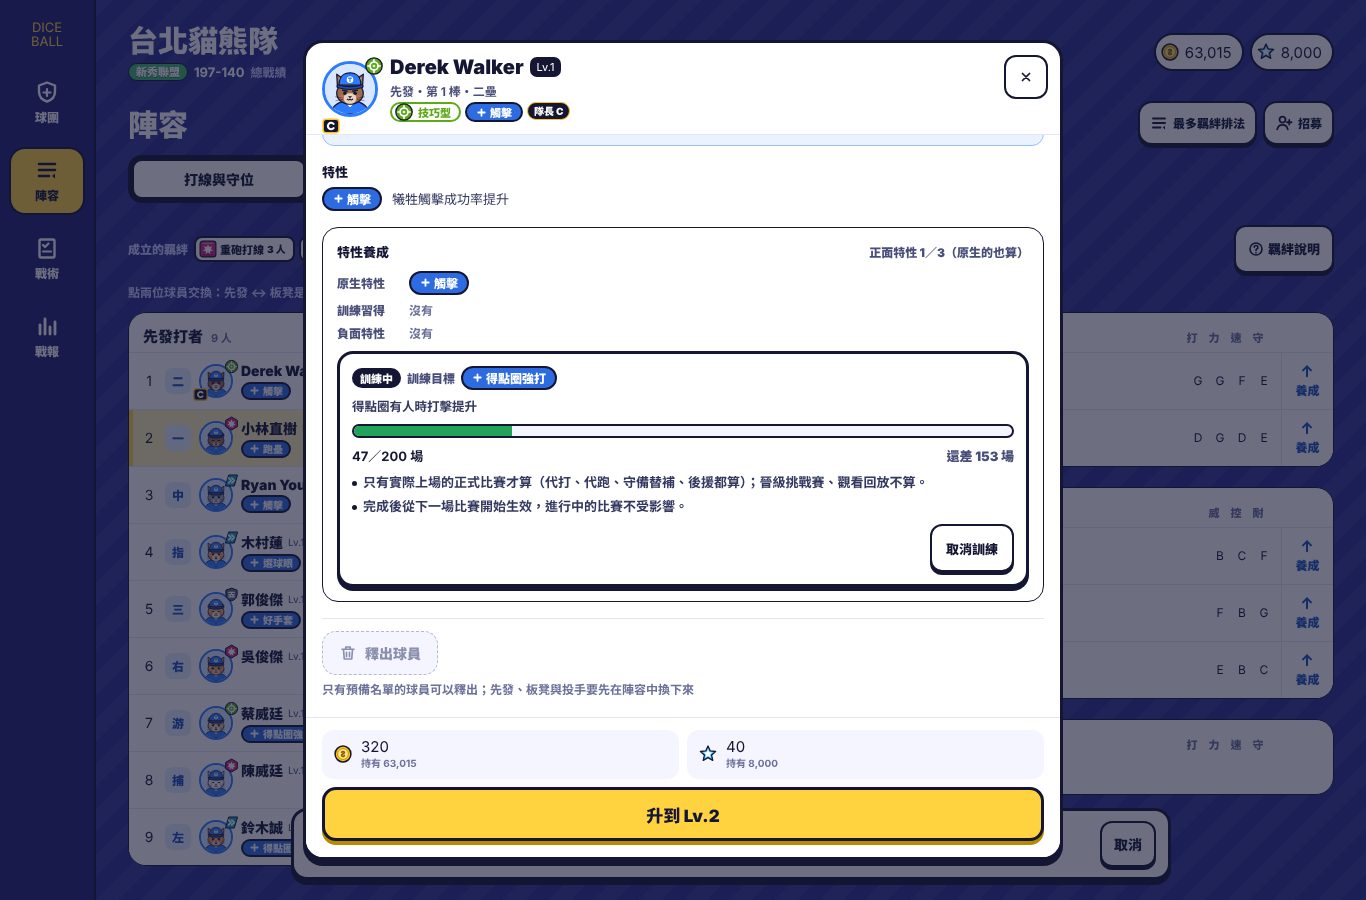 DICE
BALL
球團
陣容
戰術
戰報
台北貓熊隊
新秀聯盟 197-140 總戰績
63,015
8,000
陣容
最多羈絆排法
招募
打線與守位
成立的羈絆 重砲打線 3 人
羈絆說明
點兩位球員交換：先發 ↔ 板凳是
先發打者 9 人
打 力 速 守
1 二 Derek Wa
C + 觸擊
G G F E
↑ 養成
2 一 小林直樹
+ 跑壘
D G D E
↑ 養成
3 中 Ryan You
+ 觸擊
4 指 木村蓮 Lv.1
+ 選球眼
5 三 郭俊傑 Lv.1
+ 好手套
6 右 吳俊傑 Lv.1
7 游 蔡威廷 Lv.1
+ 得點圈強
8 捕 陳威廷 Lv.1
9 左 鈴木誠
+ 得點圈
威 控 耐
B C F
↑ 養成
F B G
↑ 養成
E B C
↑ 養成
打 力 速 守
取消
Derek Walker Lv.1
先發・第 1 棒・二壘
技巧型 + 觸擊 隊長 C
C
×
特性
+ 觸擊 犧牲觸擊成功率提升
特性養成 正面特性 1／3（原生的也算）
原生特性 + 觸擊
訓練習得 沒有
負面特性 沒有
訓練中 訓練目標 + 得點圈強打
得點圈有人時打擊提升
47／200 場 還差 153 場
• 只有實際上場的正式比賽才算（代打、代跑、守備替補、後援都算）；晉級挑戰賽、觀看回放不算。
• 完成後從下一場比賽開始生效，進行中的比賽不受影響。
取消訓練
釋出球員
只有預備名單的球員可以釋出；先發、板凳與投手要先在陣容中換下來
320
持有 63,015
40
持有 8,000
升到 Lv.2